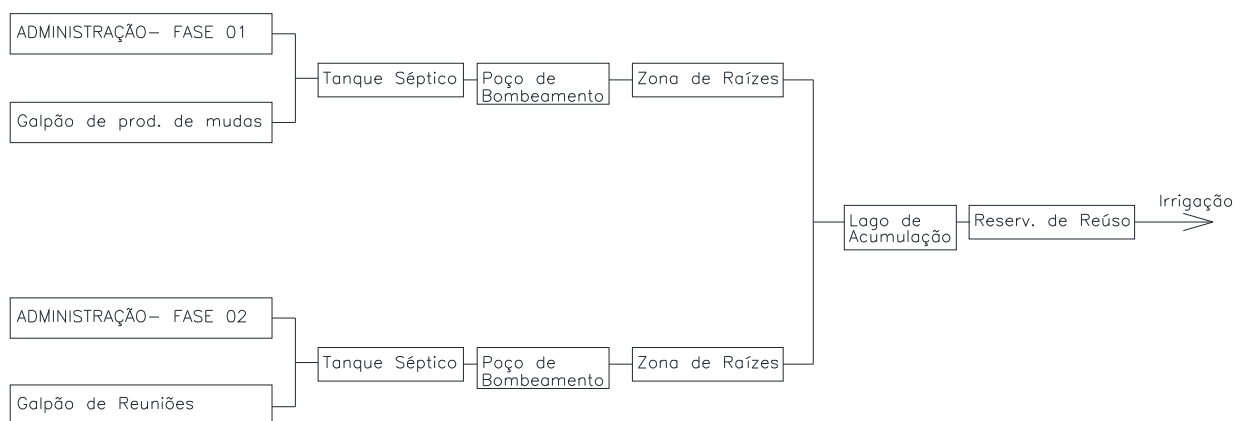 ADMINISTRAÇÃO– FASE 01
Galpão de prod. de mudas
Tanque Séptico
Poço de
Bombeamento
Zona de Raízes
Lago de
Acumulação
Reserv. de Reúso
Irrigação
ADMINISTRAÇÃO– FASE 02
Galpão de Reuniões
Tanque Séptico
Poço de
Bombeamento
Zona de Raízes